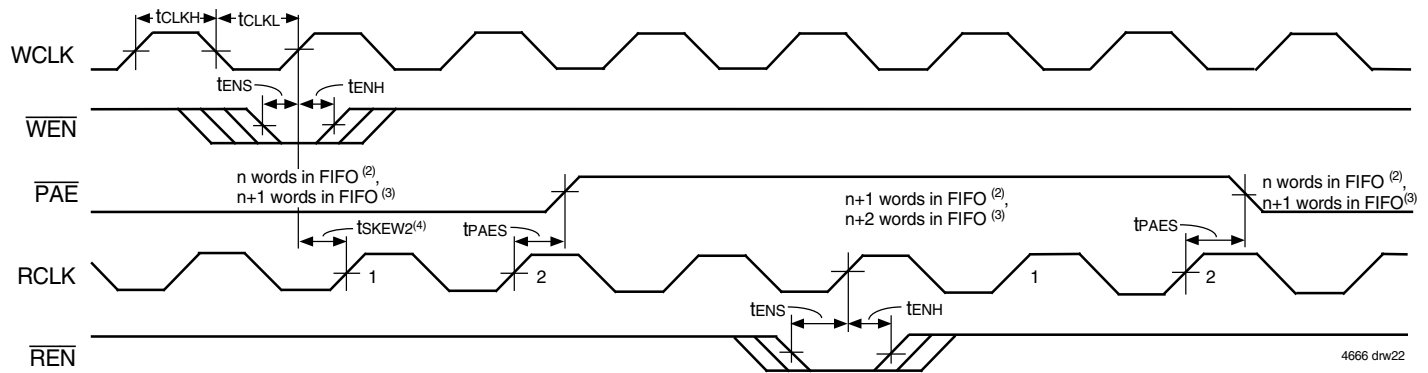 tCLKH tCLKL
WCLK
tENS tENH
WEN
n words in FIFO (2),
n+1 words in FIFO (3)
PAE
n+1 words in FIFO (2),
n+2 words in FIFO (3)
n words in FIFO (2),
n+1 words in FIFO(3)
tSKEW2(4)
tPAES
tPAES
RCLK
1
2
1
2
tENS tENH
REN
4666 drw22